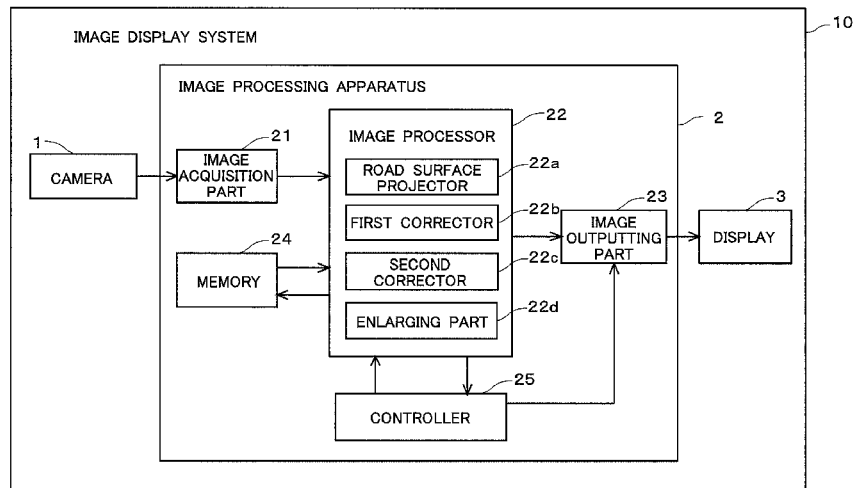 10
IMAGE DISPLAY SYSTEM
IMAGE PROCESSING APPARATUS
2
22
IMAGE PROCESSOR
1
CAMERA
21
IMAGE
ACQUISITION
PART
22a
ROAD SURFACE
PROJECTOR
22b
FIRST CORRECTOR
23
IMAGE
OUTPUTTING
PART
3
DISPLAY
24
MEMORY
22c
SECOND
CORRECTOR
22d
ENLARGING PART
25
CONTROLLER